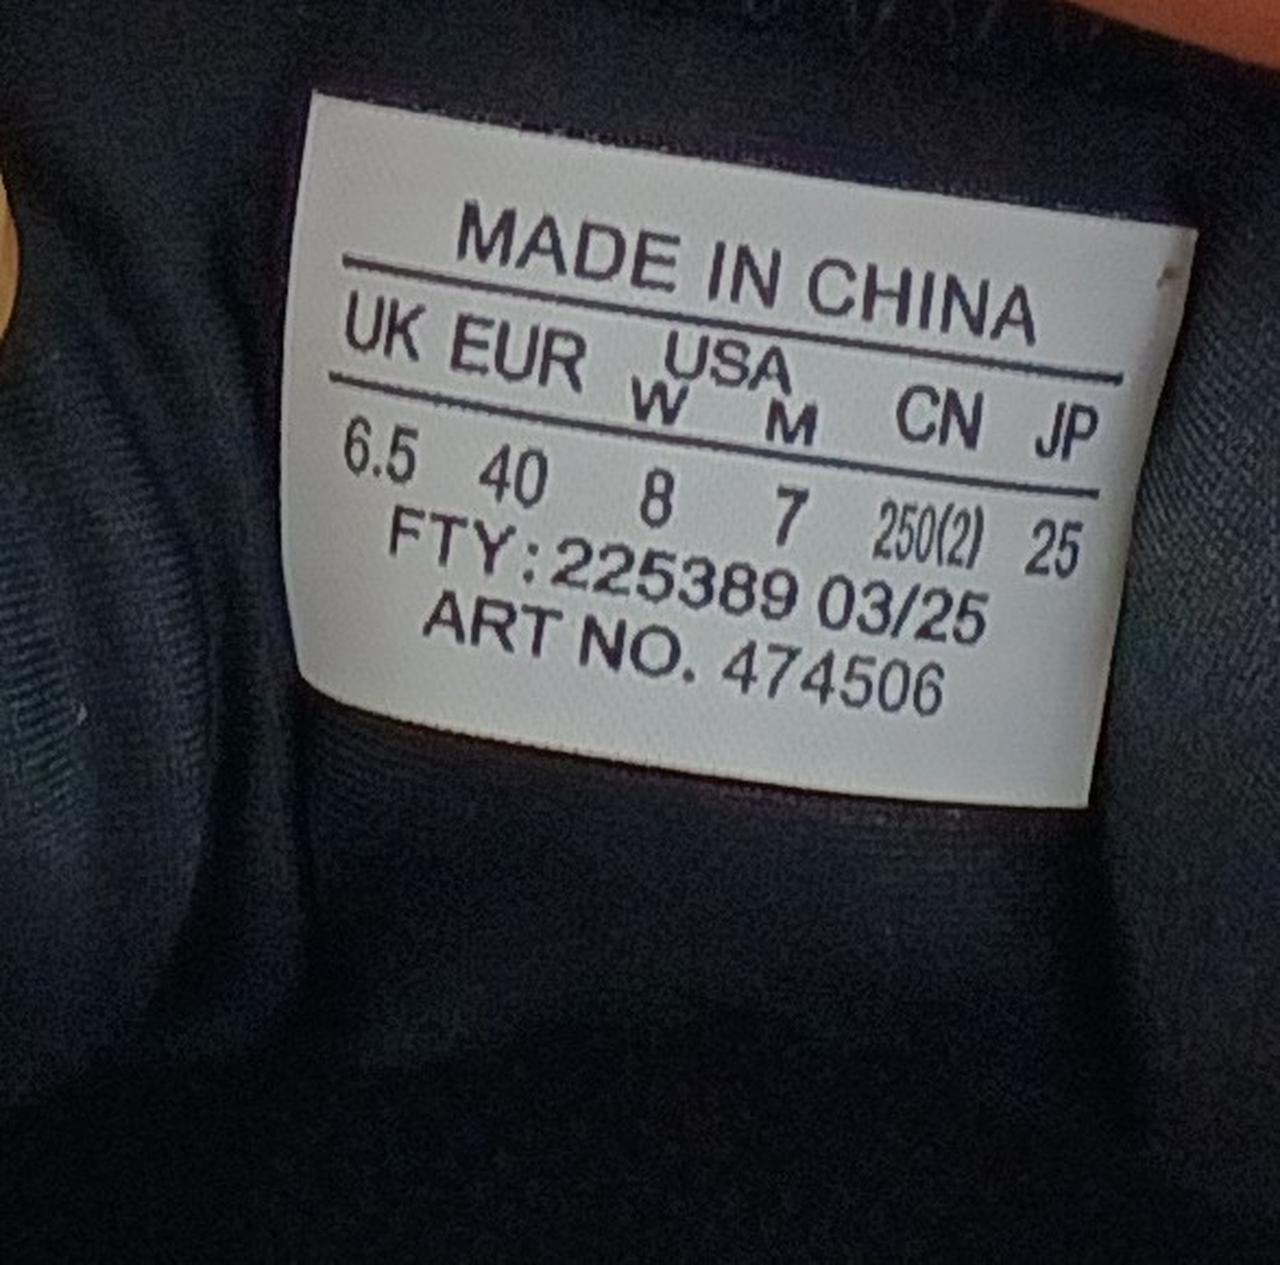 MADE IN CHINA
UK EUR USA CN JP
W M
6.5 40 8 7 250(2) 25
FTY:225389 03/25
ART NO. 474506